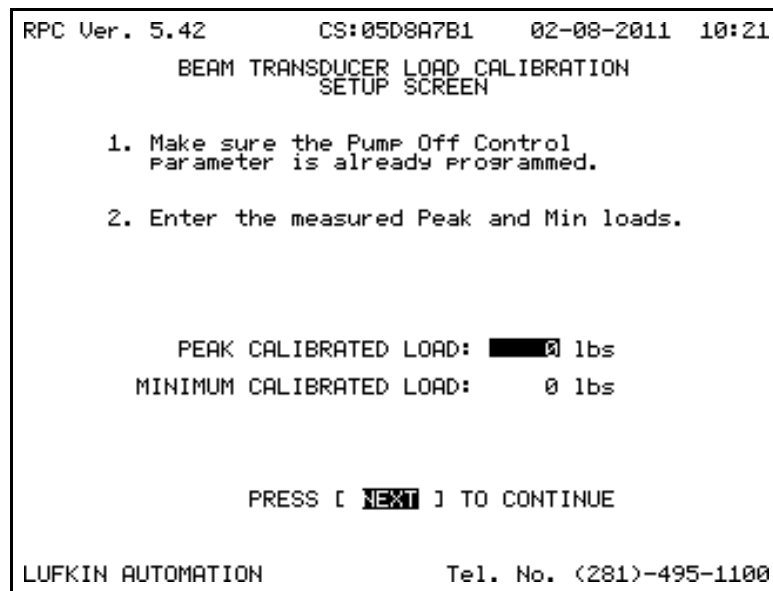 RPC Ver. 5.42 CS:05D8A7B1 02-08-2011 10:21
BEAM TRANSDUCER LOAD CALIBRATION
SETUP SCREEN
1. Make sure the Pump Off Control
parameter is already programmed.
2. Enter the measured Peak and Min loads.
PEAK CALIBRATED LOAD: 0 lbs
MINIMUM CALIBRATED LOAD: 0 lbs
PRESS [ NEXT ] TO CONTINUE
LUFKIN AUTOMATION Tel. No. (281)-495-1100